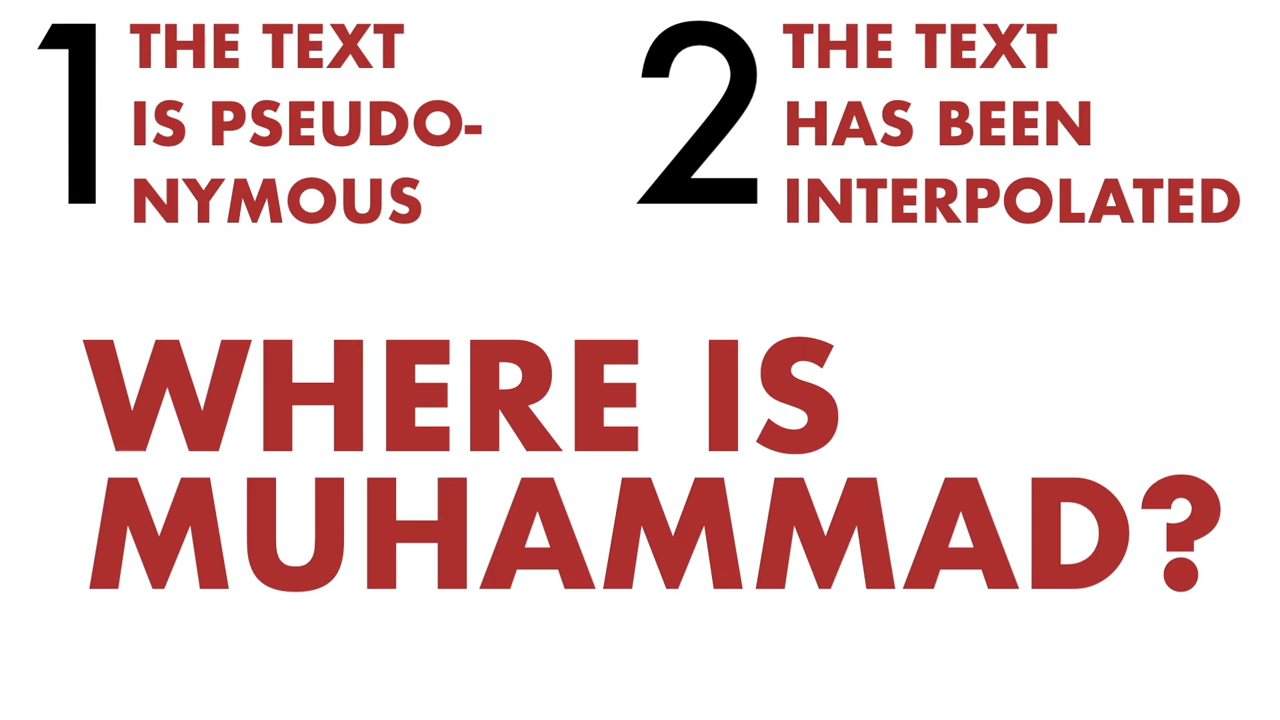 1 THE TEXT
IS PSEUDO-
NYMOUS
2 THE TEXT
HAS BEEN
INTERPOLATED
WHERE IS
MUHAMMAD?